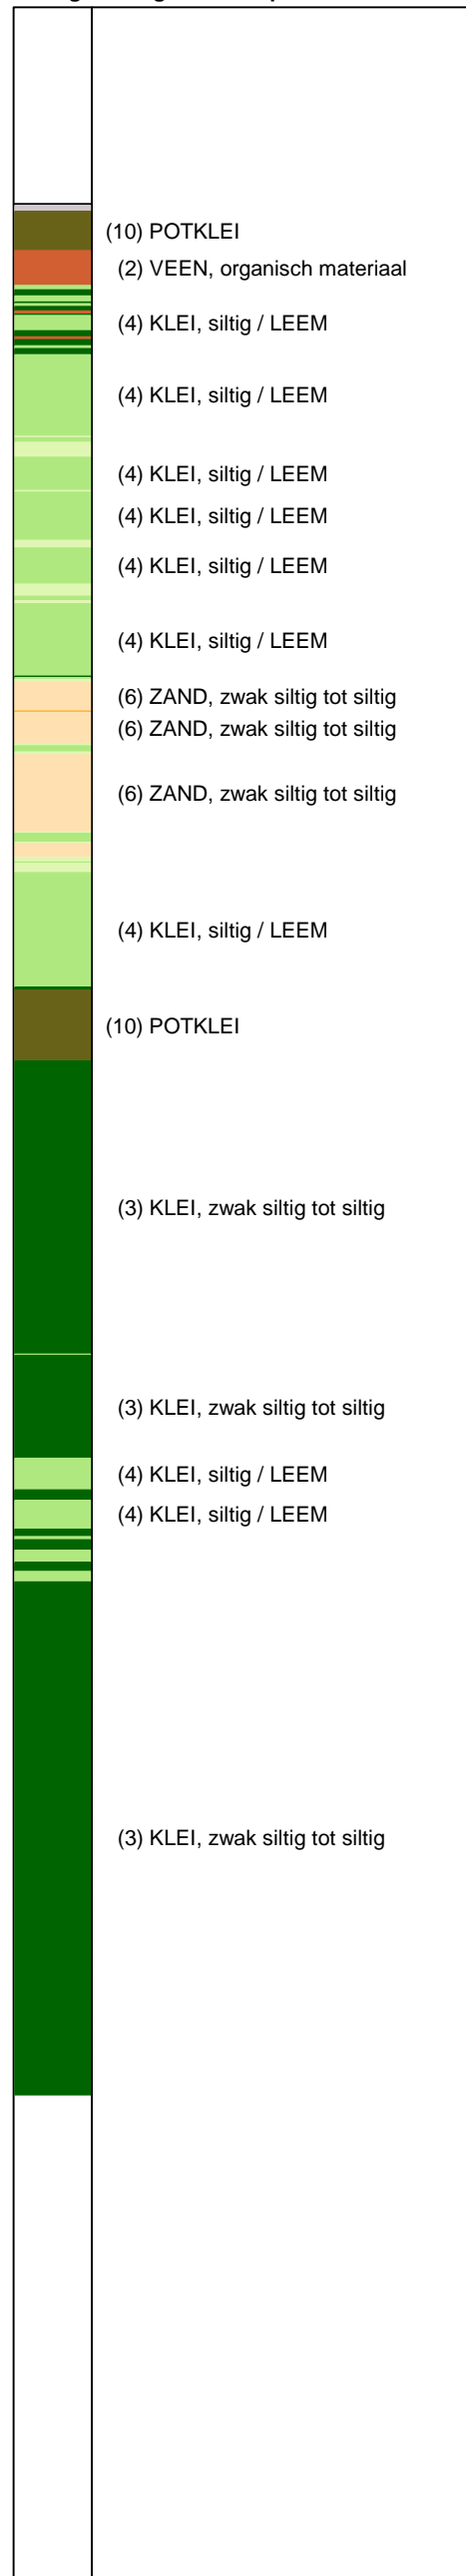 (10) POTKLEI
(2) VEEN, organisch materiaal
(4) KLEI, siltig / LEEM
(4) KLEI, siltig / LEEM
(4) KLEI, siltig / LEEM
(4) KLEI, siltig / LEEM
(4) KLEI, siltig / LEEM
(4) KLEI, siltig / LEEM
(6) ZAND, zwak siltig tot siltig
(6) ZAND, zwak siltig tot siltig
(6) ZAND, zwak siltig tot siltig
(4) KLEI, siltig / LEEM
(10) POTKLEI
(3) KLEI, zwak siltig tot siltig
(3) KLEI, zwak siltig tot siltig
(4) KLEI, siltig / LEEM
(4) KLEI, siltig / LEEM
(3) KLEI, zwak siltig tot siltig